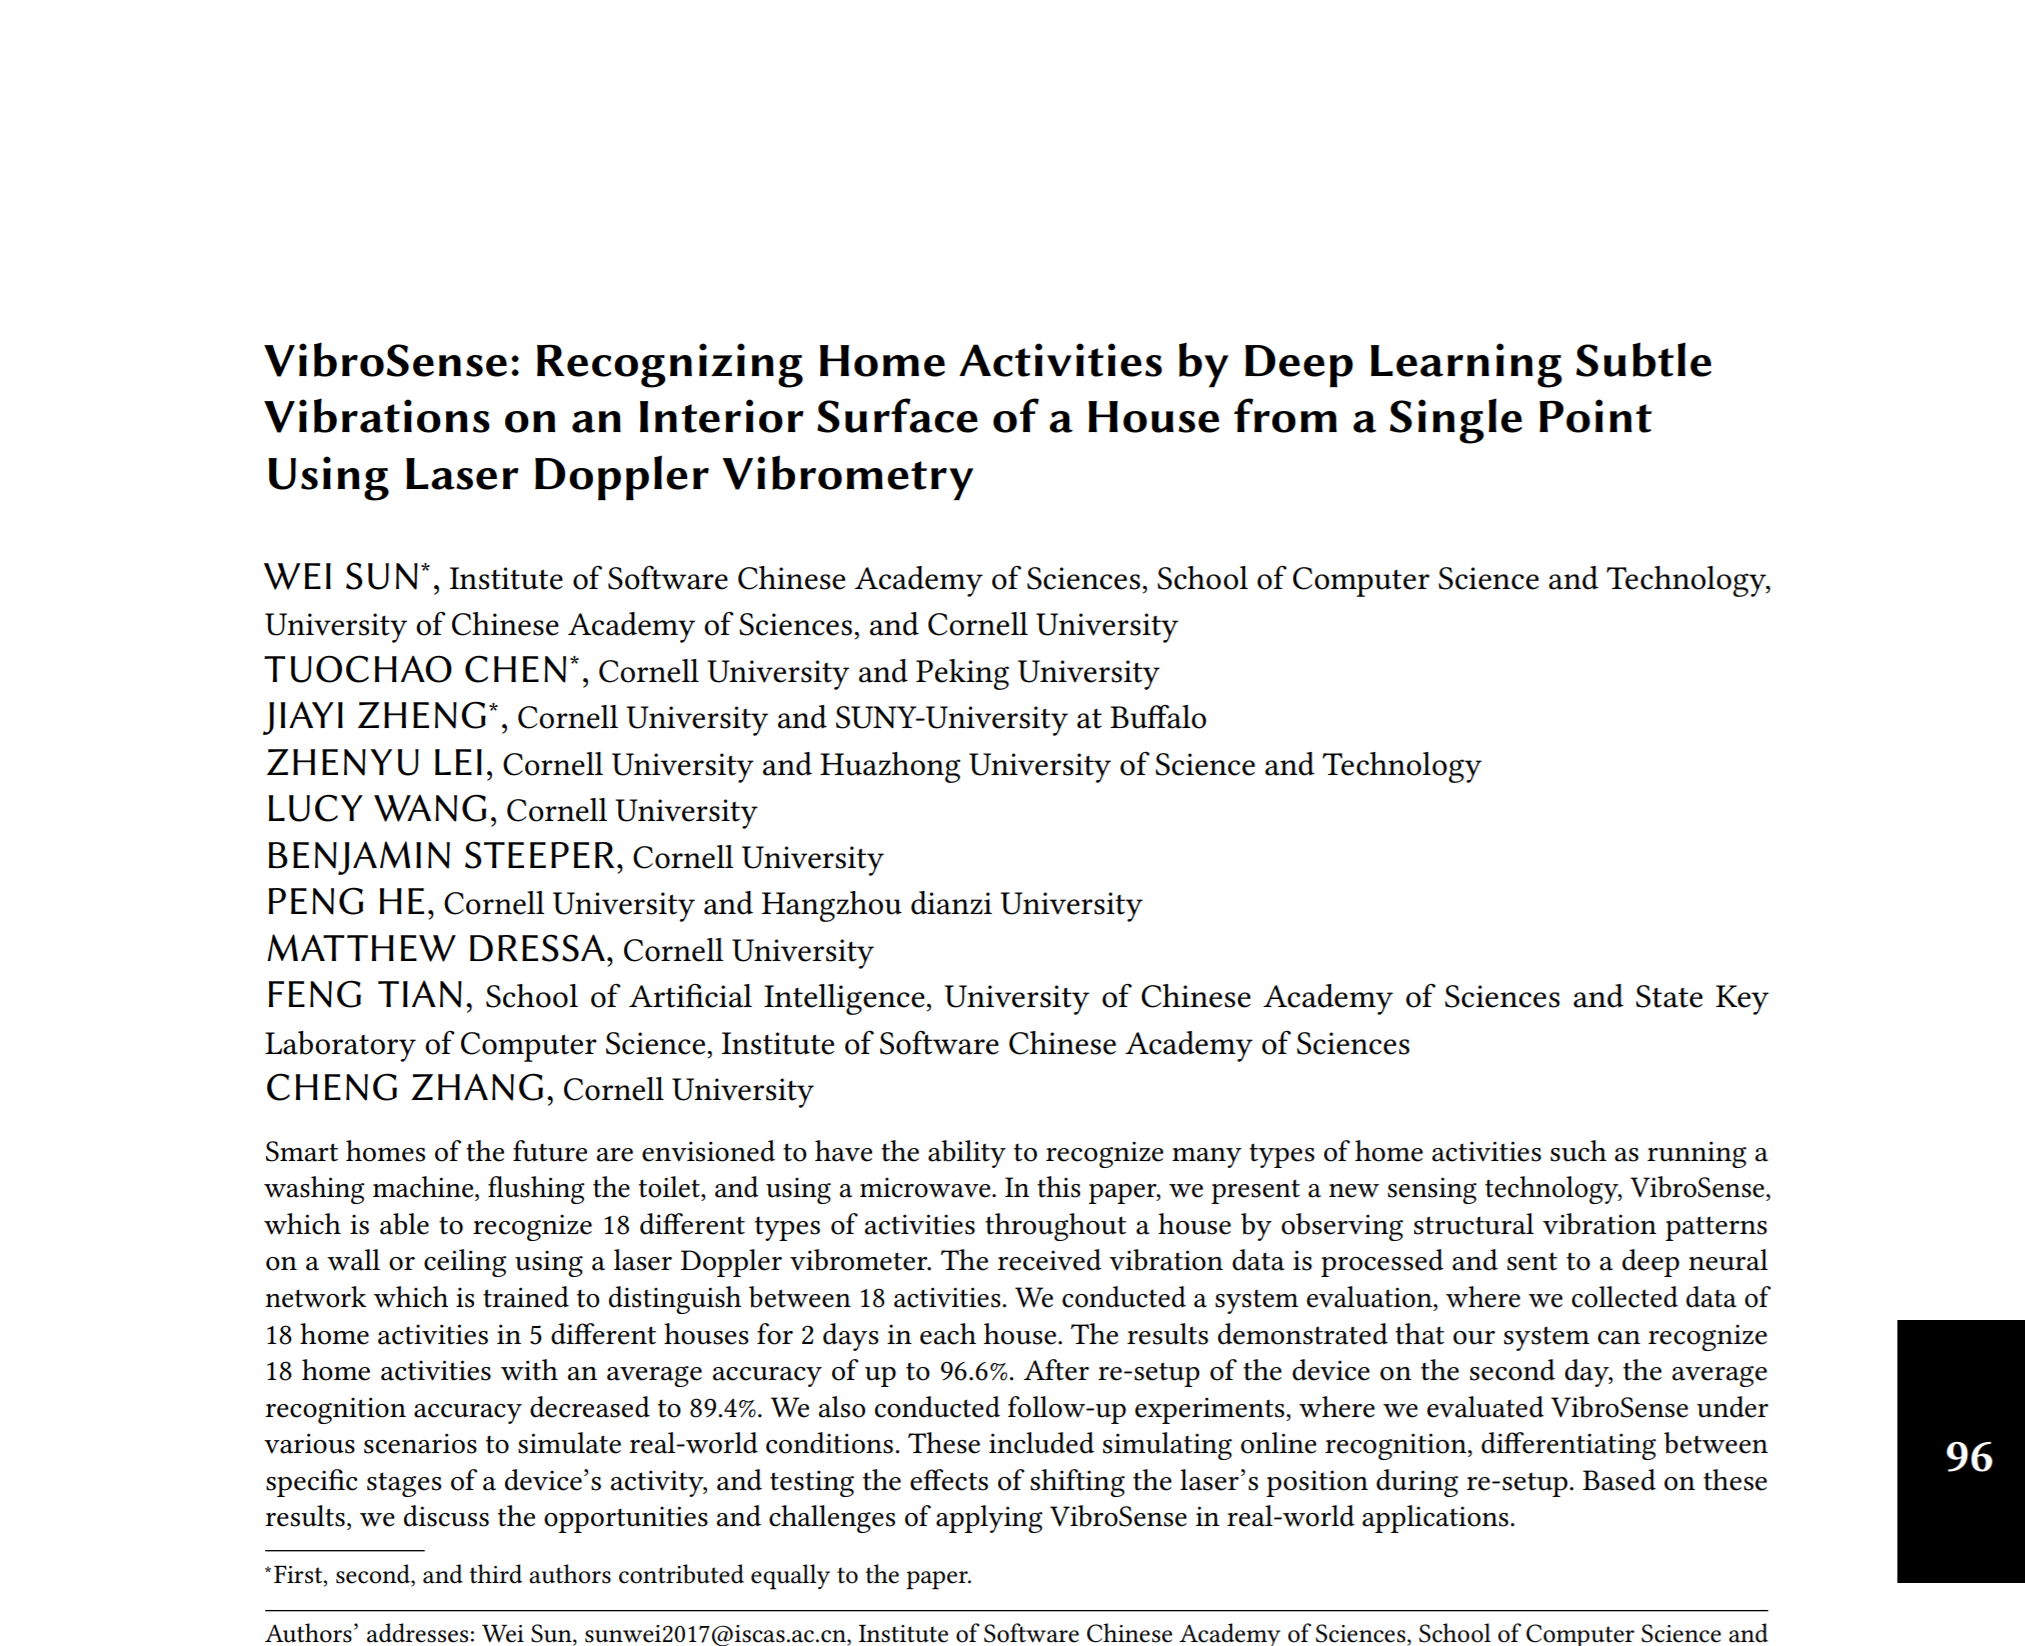 VibroSense: Recognizing Home Activities by Deep Learning Subtle
Vibrations on an Interior Surface of a House from a Single Point
Using Laser Doppler Vibrometry
WEI SUN*, Institute of Software Chinese Academy of Sciences, School of Computer Science and Technology,
University of Chinese Academy of Sciences, and Cornell University
TUOCHAO CHEN*, Cornell University and Peking University
JIAYI ZHENG*, Cornell University and SUNY-University at Buffalo
ZHENYU LEI, Cornell University and Huazhong University of Science and Technology
LUCY WANG, Cornell University
BENJAMIN STEEPER, Cornell University
PENG HE, Cornell University and Hangzhou dianzi University
MATTHEW DRESSA, Cornell University
FENG TIAN, School of Artificial Intelligence, University of Chinese Academy of Sciences and State Key
Laboratory of Computer Science, Institute of Software Chinese Academy of Sciences
CHENG ZHANG, Cornell University
Smart homes of the future are envisioned to have the ability to recognize many types of home activities such as running a
washing machine, flushing the toilet, and using a microwave. In this paper, we present a new sensing technology, VibroSense,
which is able to recognize 18 different types of activities throughout a house by observing structural vibration patterns
on a wall or ceiling using a laser Doppler vibrometer. The received vibration data is processed and sent to a deep neural
network which is trained to distinguish between 18 activities. We conducted a system evaluation, where we collected data of
18 home activities in 5 different houses for 2 days in each house. The results demonstrated that our system can recognize
18 home activities with an average accuracy of up to 96.6%. After re-setup of the device on the second day, the average
recognition accuracy decreased to 89.4%. We also conducted follow-up experiments, where we evaluated VibroSense under
various scenarios to simulate real-world conditions. These included simulating online recognition, differentiating between
specific stages of a device's activity, and testing the effects of shifting the laser's position during re-setup. Based on these
results, we discuss the opportunities and challenges of applying VibroSense in real-world applications.
96
*First, second, and third authors contributed equally to the paper.
Authors' addresses: Wei Sun, sunwei2017@iscas.ac.cn, Institute of Software Chinese Academy of Sciences, School of Computer Science and